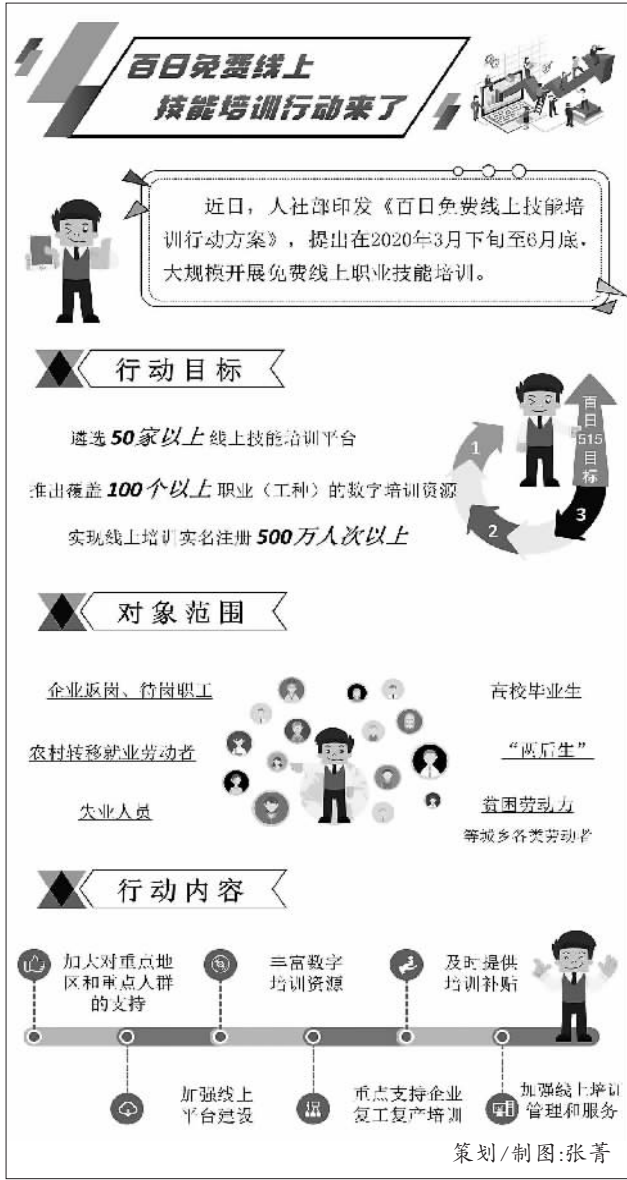 百日免费线上
技能培训行动来了
近日，人社部印发《百日免费线上技能培
训行动方案》，提出在2020年3月下旬至6月底，
大规模开展免费线上职业技能培训。
行动目标
遴选50家以上线上技能培训平台
推出覆盖100个以上职业（工种）的数字培训资源
实现线上培训实名注册500万人次以上
1
2
3
百日
515
目标
对象范围
企业返岗、待岗职工
农村转移就业劳动者
失业人员
高校毕业生
“两后生”
贫困劳动力
等城乡各类劳动者
行动内容
加大对重点地
区和重点人群
的支持
加强线上
平台建设
丰富数字
培训资源
重点支持企业
复工复产培训
及时提供
培训补贴
加强线上培训
管理和服务
策划/制图:张菁